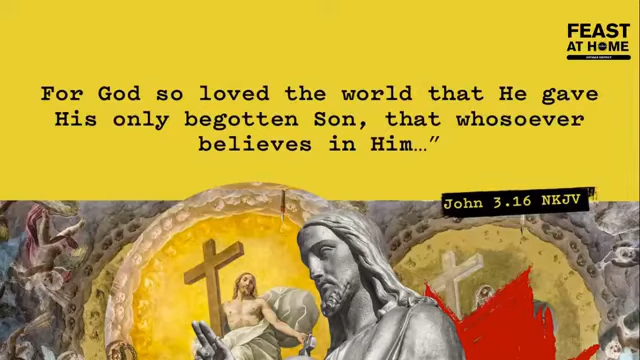 FEAST
AT HOME
For God so loved the world that He gave
His only begotten Son, that whosoever
believes in Him…”
John 3.16 NKJV